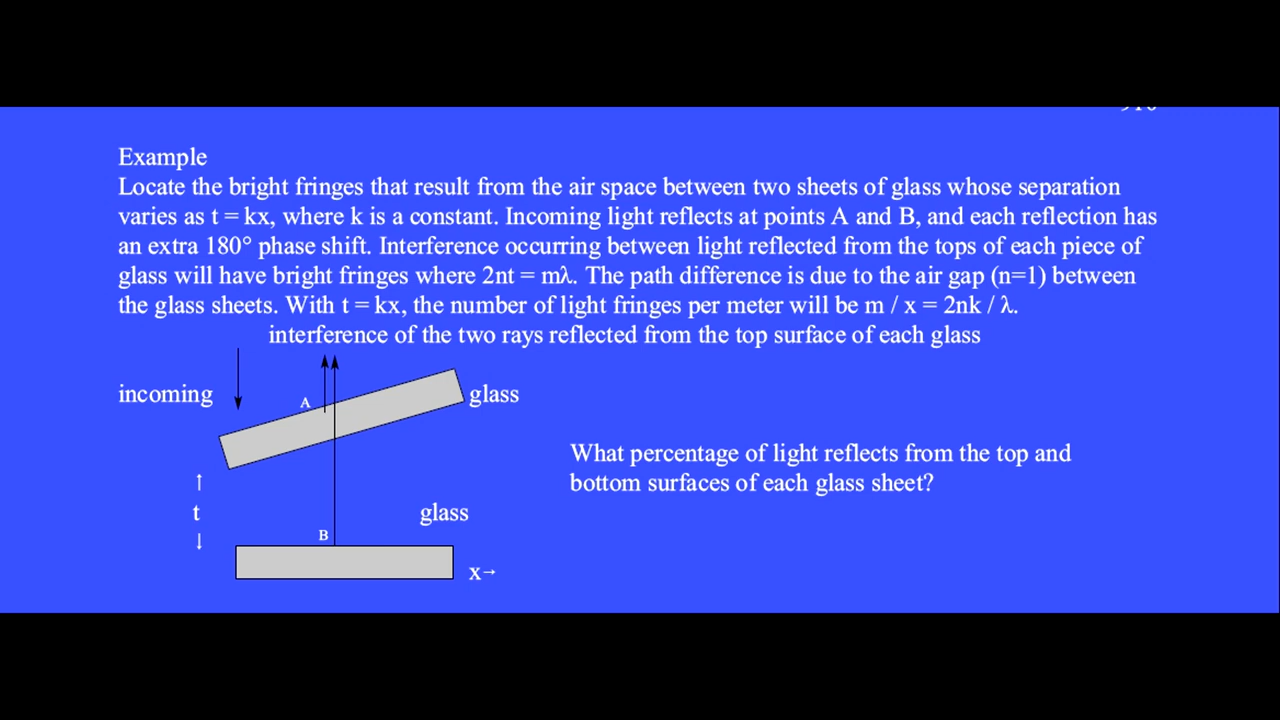 Example
Locate the bright fringes that result from the air space between two sheets of glass whose separation
varies as t = kx, where k is a constant. Incoming light reflects at points A and B, and each reflection has
an extra 180° phase shift. Interference occurring between light reflected from the tops of each piece of
glass will have bright fringes where 2nt = mλ. The path difference is due to the air gap (n=1) between
the glass sheets. With t = kx, the number of light fringes per meter will be m / x = 2nk / λ.
interference of the two rays reflected from the top surface of each glass
incoming
A
glass
What percentage of light reflects from the top and
bottom surfaces of each glass sheet?
↑
t
↓
glass
B
x→